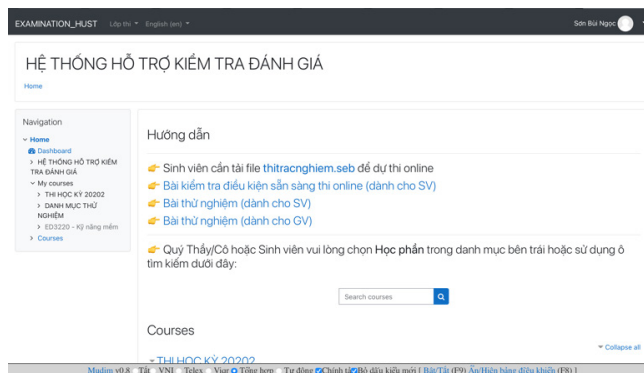 EXAMINATION_HUST Lớp thi English (en) Sơn Bùi Ngọc
HỆ THỐNG HỖ TRỢ KIỂM TRA ĐÁNH GIÁ
Home
Navigation
Home
Dashboard
HỆ THỐNG HỖ TRỢ KIỂM
TRA ĐÁNH GIÁ
My courses
THI HỌC KỲ 20202
DANH MỤC THỬ
NGHIỆM
ED3220 - Kỹ năng mềm
Courses
Hướng dẫn
Sinh viên cần tải file thitracnghiem.seb để dự thi online
Bài kiểm tra điều kiện sẵn sàng thi online (dành cho SV)
Bài thử nghiệm (dành cho SV)
Bài thử nghiệm (dành cho GV)
Quý Thầy/Cô hoặc Sinh viên vui lòng chọn Học phần trong danh mục bên trái hoặc sử dụng ô
tìm kiếm dưới đây:
Search courses
Courses
Collapse all
THI HỌC KỲ 20202
Mudim v0.8 Tắt VNI Telex Viqr Tổng hợp Tự động Chính tả Bỏ dấu kiểu mới [ Bật/Tắt (F9) Ẩn/Hiện bảng điều khiển (F8) ]